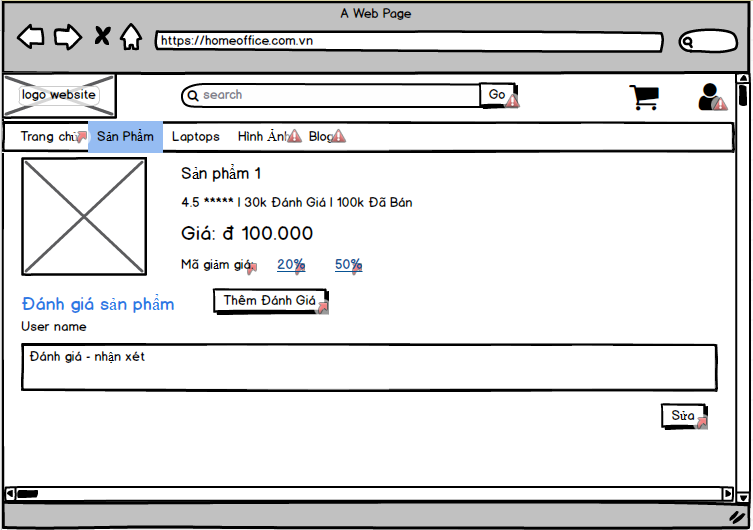 A Web Page
https://homeoffice.com.vn
logo website
search
Go
Trang chủ Sản Phẩm Laptops Hình Ảnh Blog
Sản phẩm 1
4.5 ***** | 30k Đánh Giá | 100k Đã Bán
Giá: đ 100.000
Mã giảm giá: 20% 50%
Đánh giá sản phẩm
Thêm Đánh Giá
User name
Đánh giá - nhận xét
Sửa